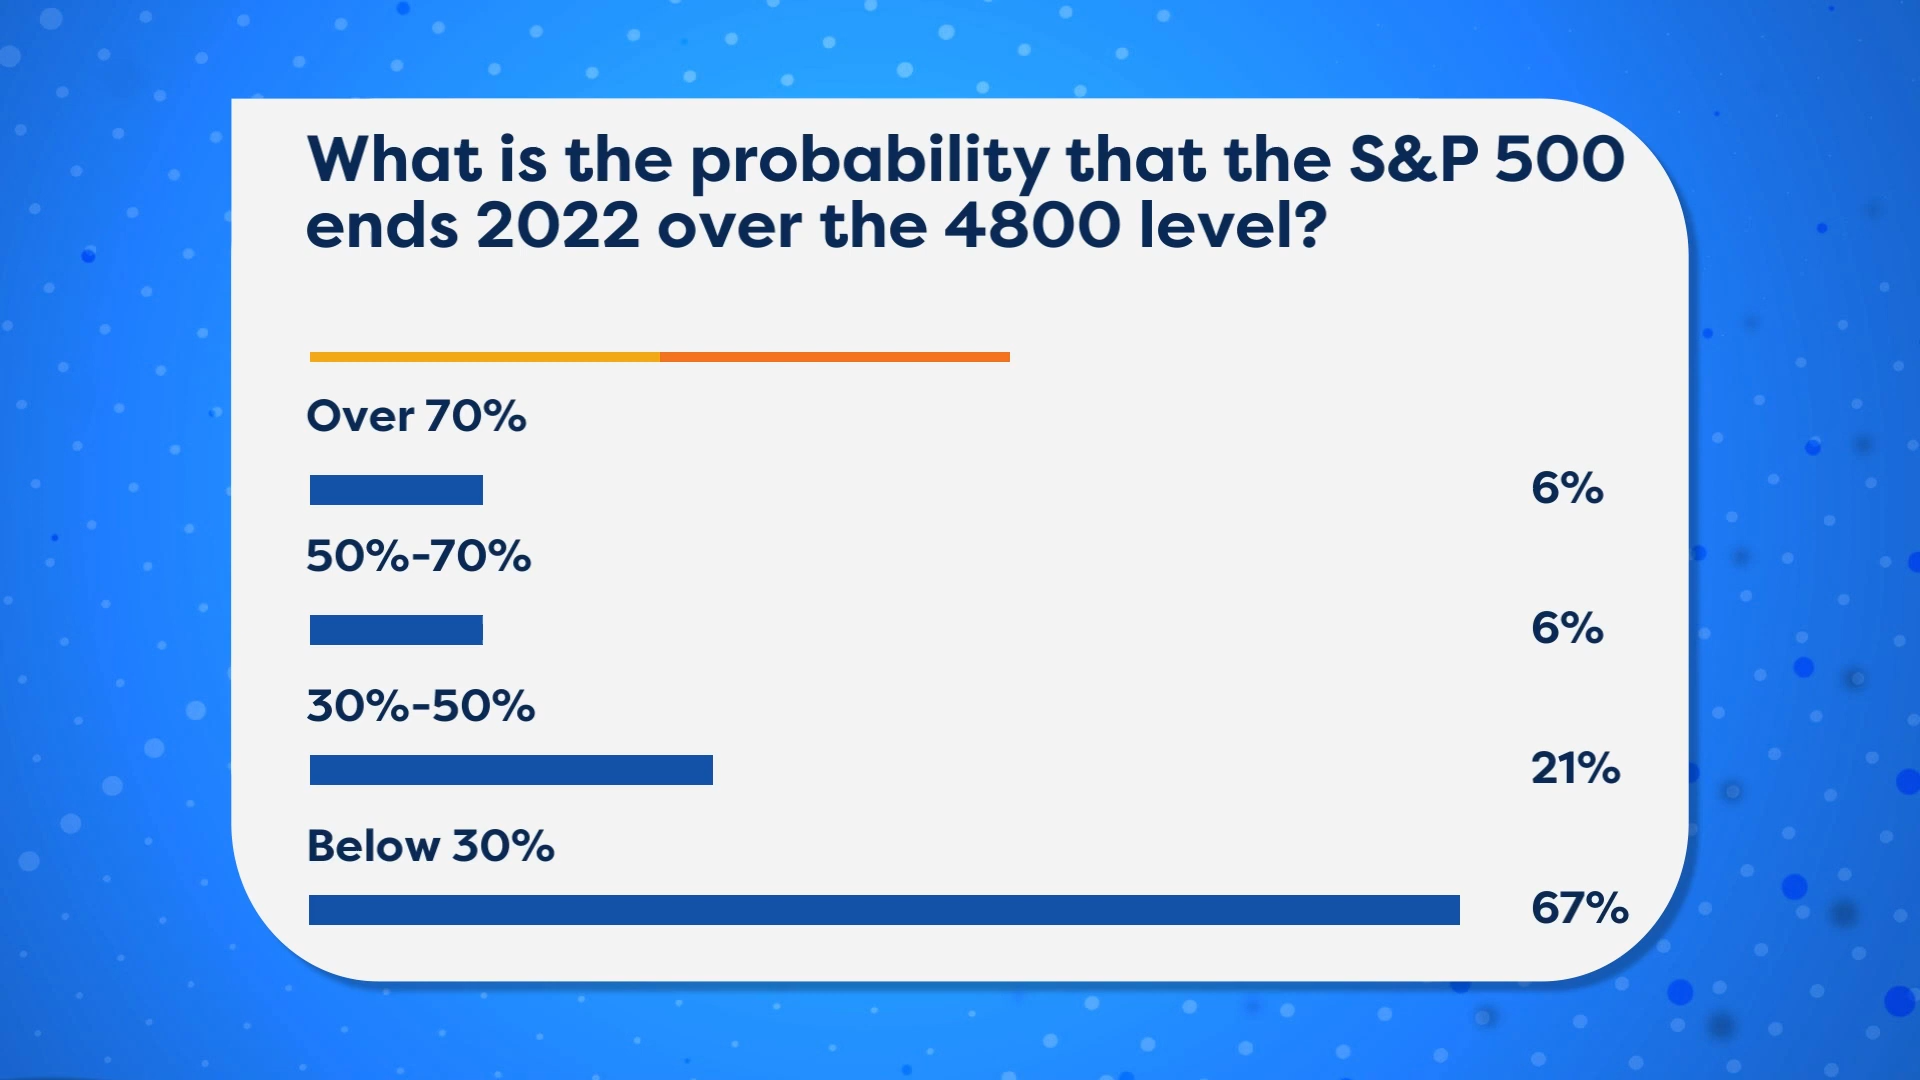 What is the probability that the S&P 500
ends 2022 over the 4800 level?
Over 70%
6%
50%-70%
6%
30%-50%
21%
Below 30%
67%